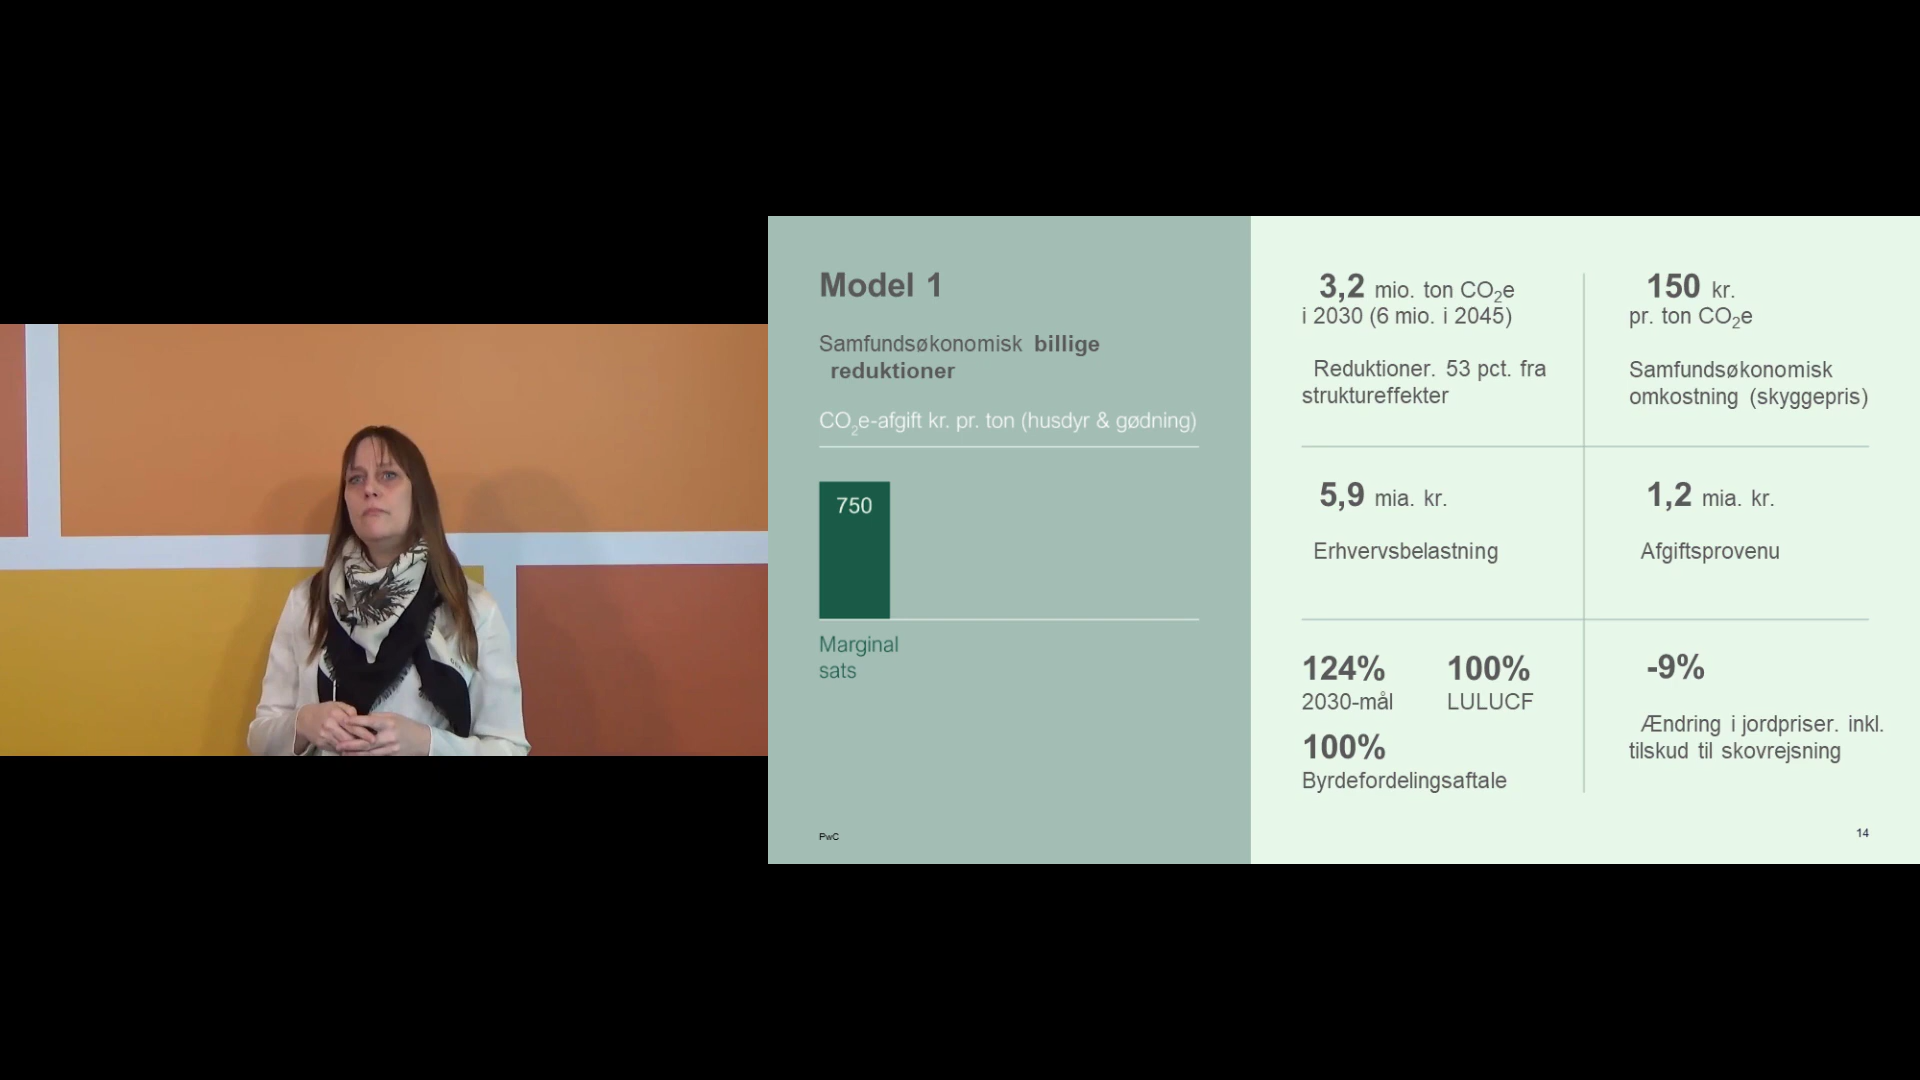 Model 1
Samfundsøkonomisk billige
reduktioner
CO2e-afgift kr. pr. ton (husdyr & gødning)
750
Marginal
sats
PwC
3,2 mio. ton CO2e
i 2030 (6 mio. i 2045)
Reduktioner. 53 pct. fra
struktureffekter
150 kr.
pr. ton CO2e
Samfundsøkonomisk
omkostning (skyggepris)
5,9 mia. kr.
Erhvervsbelastning
1,2 mia. kr.
Afgiftsprovenu
124% 100%
2030-mål LULUCF
100%
Byrdefordelingsaftale
-9%
Ændring i jordpriser. inkl.
tilskud til skovrejsning
14